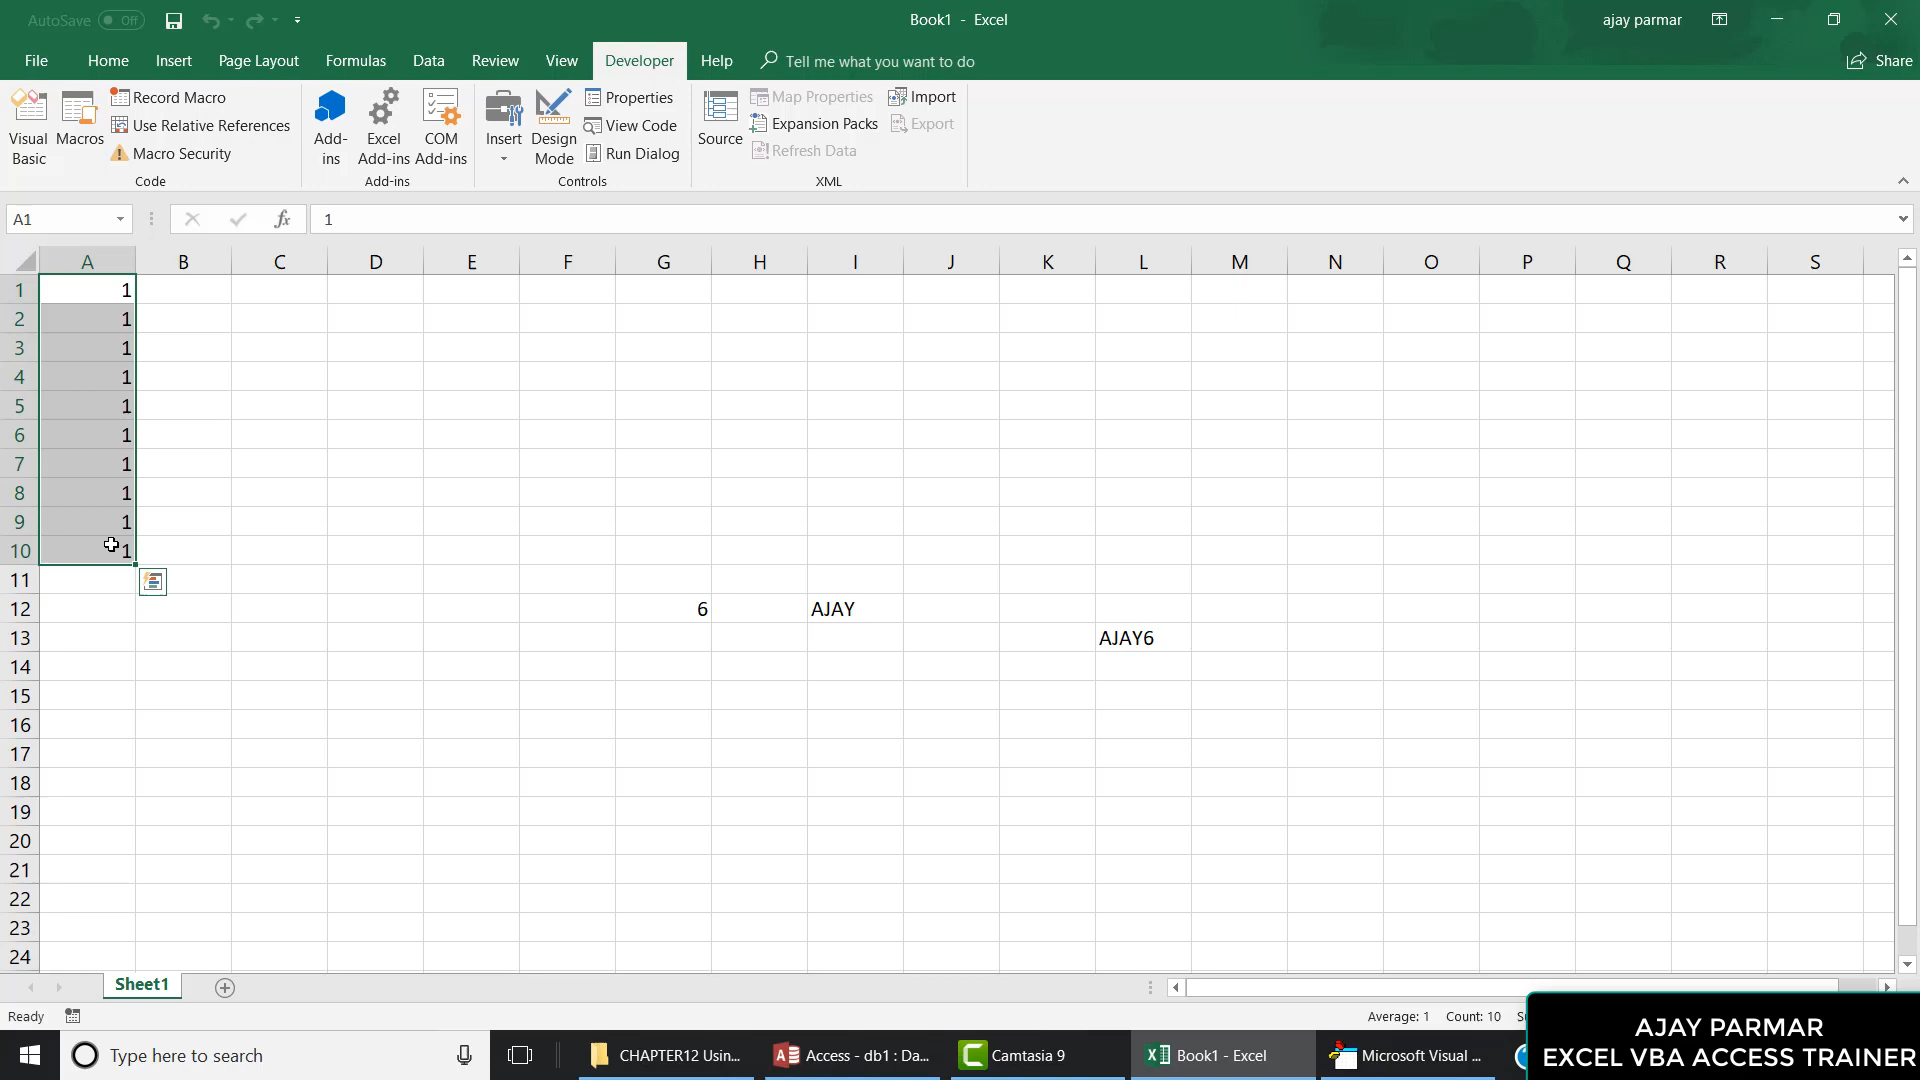 AutoSave Off
Book1 - Excel
ajay parmar
File Home Insert Page Layout Formulas Data Review View Developer Help Tell me what you want to do Share
Visual Basic
Macros
Record Macro
Use Relative References
Macro Security
Code
Add-ins
Excel Add-ins
COM Add-ins
Add-ins
Insert
Design Mode
Properties
View Code
Run Dialog
Controls
Source
Map Properties
Expansion Packs
Refresh Data
Import
Export
XML
A1 fx 1
A B C D E F G H I J K L M N O P Q R S
1 1
2 1
3 1
4 1
5 1
6 1
7 1
8 1
9 1
10 1
11
12 6 AJAY
13 AJAY6
14
15
16
17
18
19
20
21
22
23
24
Sheet1
Ready Average: 1 Count: 10
Type here to search
CHAPTER12 Usin...
Access - db1 : Da...
Camtasia 9
Book1 - Excel
Microsoft Visual ...
AJAY PARMAR
EXCEL VBA ACCESS TRAINER